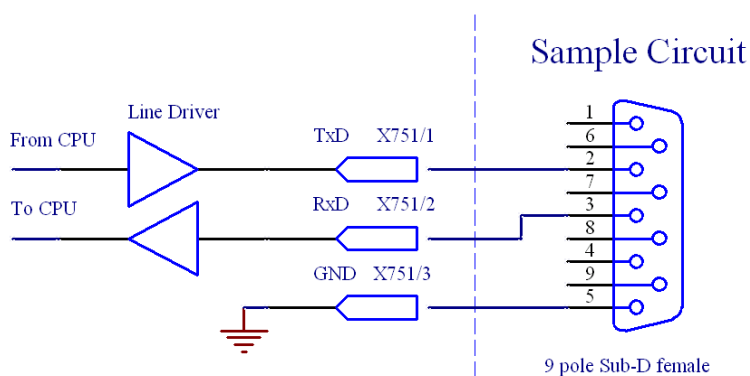 Sample Circuit
Line Driver
From CPU
TxD X751/1
To CPU
RxD X751/2
GND X751/3
1
6
2
7
3
8
4
9
5
9 pole Sub-D female